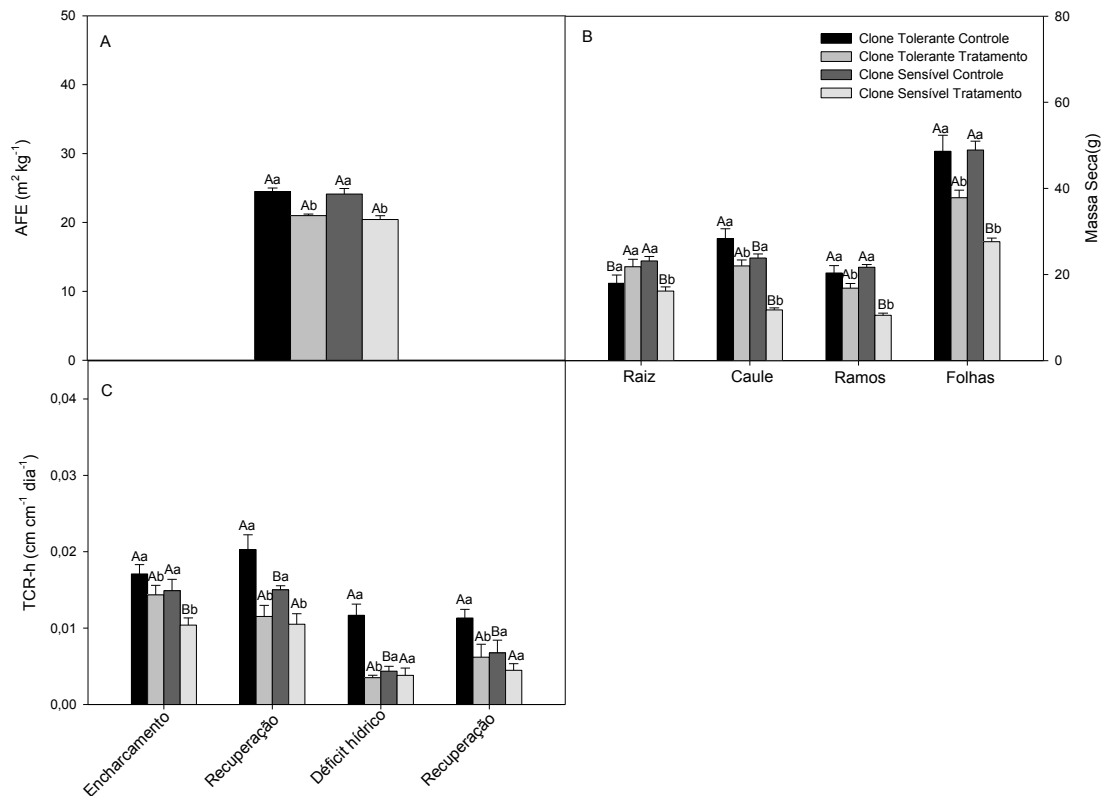 A
AFE (m² kg⁻¹)
50
40
30
20
10
0
Aa
Ab
Aa
Ab
B
Clone Tolerante Controle
Clone Tolerante Tratamento
Clone Sensível Controle
Clone Sensível Tratamento
80
60
40
20
0
Massa Seca(g)
Ba
Aa
Aa
Bb
Aa
Ab
Ba
Bb
Aa
Ab
Aa
Bb
Aa
Ab
Aa
Bb
Raiz
Caule
Ramos
Folhas
C
TCR-h (cm cm⁻¹ dia⁻¹)
0,04
0,03
0,02
0,01
0,00
Aa
Ab
Aa
Bb
Aa
Ab
Ba
Ab
Aa
Ab
Ba
Aa
Aa
Ab
Ba
Aa
Encharcamento
Recuperação
Déficit hídrico
Recuperação